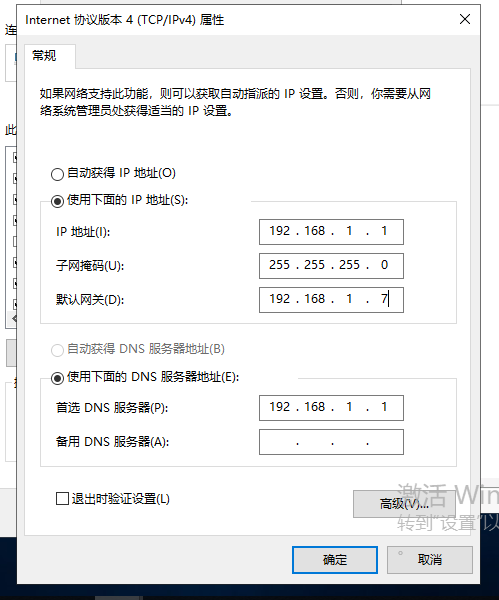 Internet 协议版本 4 (TCP/IPv4) 属性
连
常规
如果网络支持此功能，则可以获取自动指派的 IP 设置。否则，你需要从网
络系统管理员处获得适当的 IP 设置。
此
自动获得 IP 地址(O)
使用下面的 IP 地址(S):
IP 地址(I): 192 . 168 . 1 . 1
子网掩码(U): 255 . 255 . 255 . 0
默认网关(D): 192 . 168 . 1 . 7
自动获得 DNS 服务器地址(B)
使用下面的 DNS 服务器地址(E):
首选 DNS 服务器(P): 192 . 168 . 1 . 1
备用 DNS 服务器(A): . . .
退出时验证设置(L)
高级(V)...
激活 Win
转到"设置"以
确定 取消